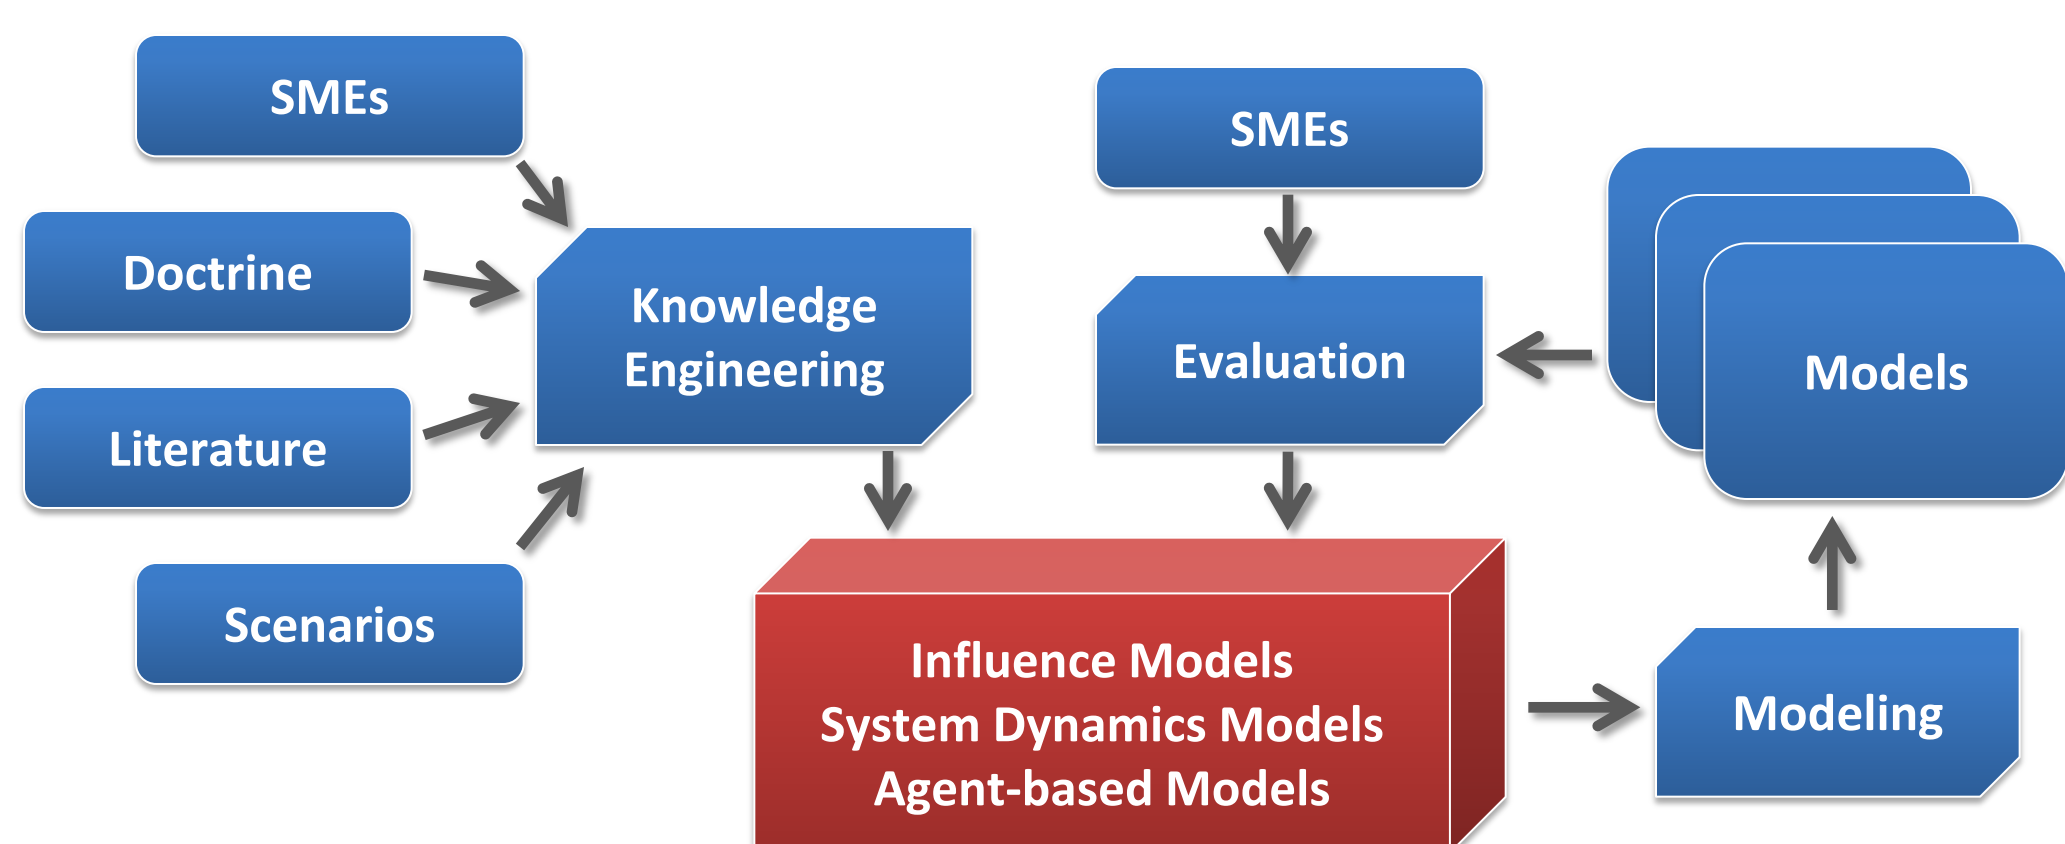 SMEs
Doctrine
Literature
Scenarios
Knowledge
Engineering
SMEs
Evaluation
Models
Influence Models
System Dynamics Models
Agent-based Models
Modeling